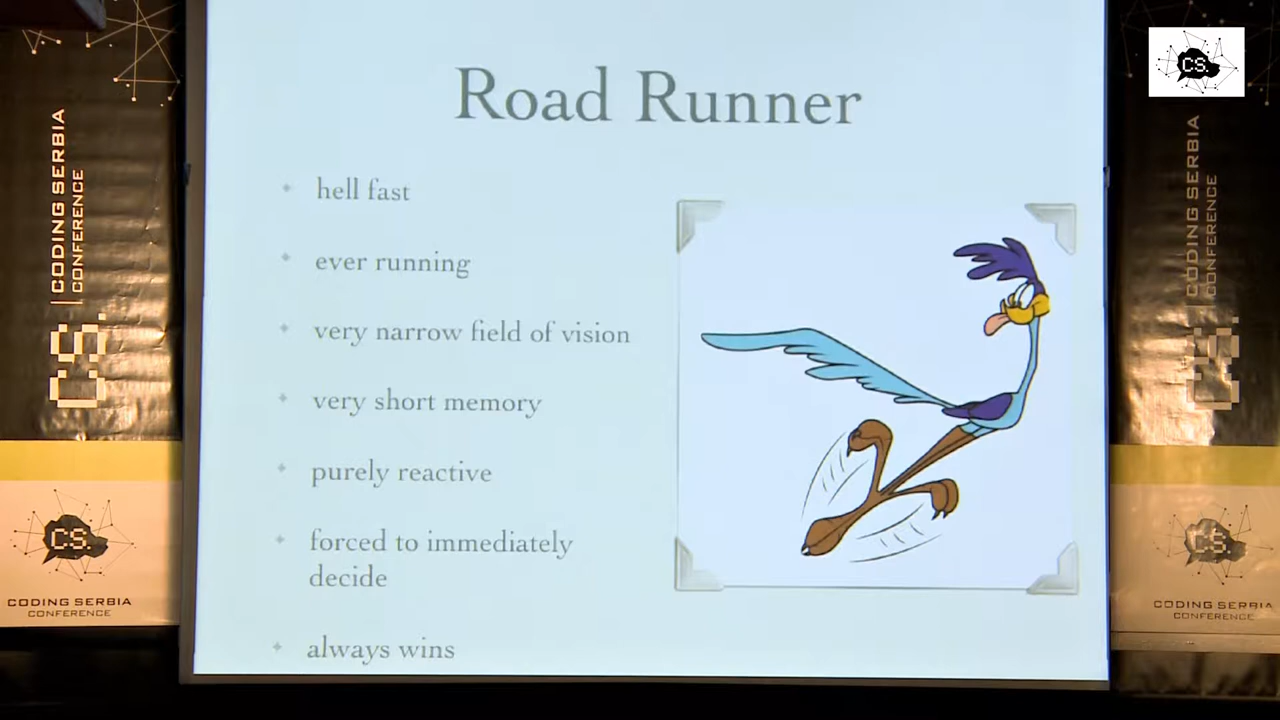 Road Runner
hell fast
ever running
very narrow field of vision
very short memory
purely reactive
forced to immediately
decide
always wins
CS.
CODING SERBIA
CONFERENCE
CS.
CS.
CODING SERBIA
CONFERENCE
CS.
CODING SERBIA
CONFERENCE
CS.
CS.
CODING SERBIA
CONFERENCE